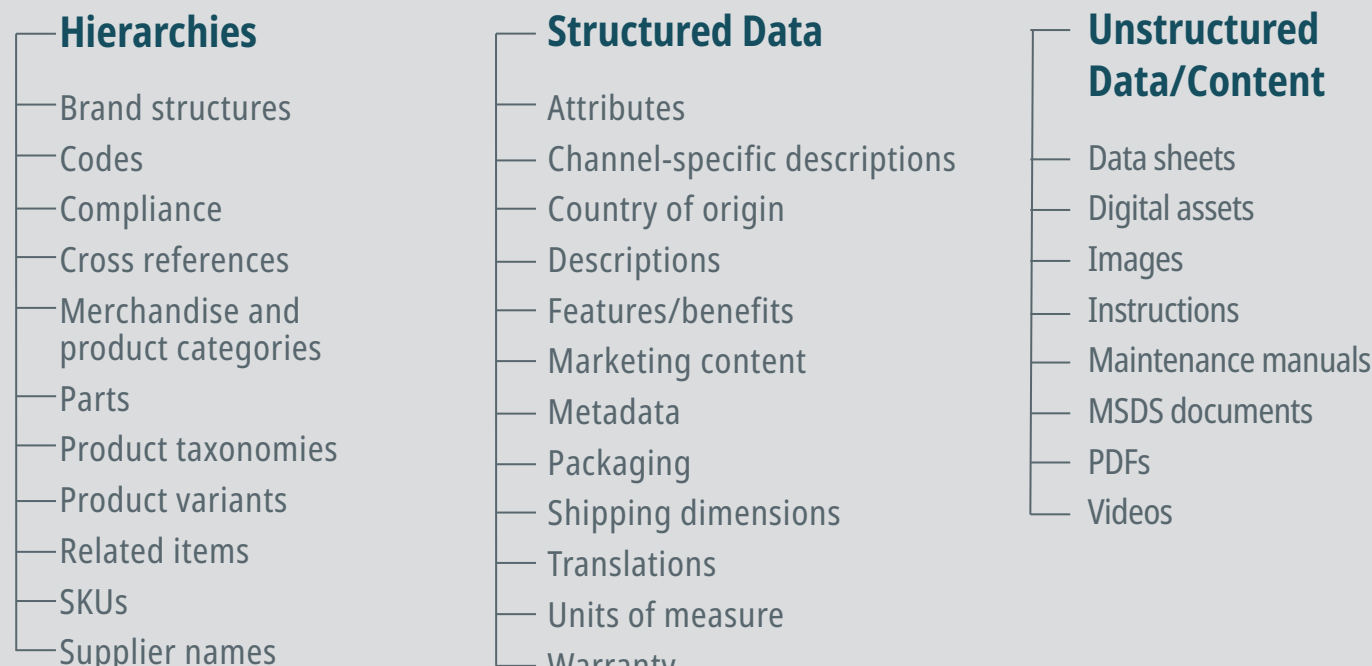 Hierarchies
Brand structures
Codes
Compliance
Cross references
Merchandise and
product categories
Parts
Product taxonomies
Product variants
Related items
SKUs
Supplier names
Structured Data
Attributes
Channel-specific descriptions
Country of origin
Descriptions
Features/benefits
Marketing content
Metadata
Packaging
Shipping dimensions
Translations
Units of measure
Warranty
Unstructured
Data/Content
Data sheets
Digital assets
Images
Instructions
Maintenance manuals
MSDS documents
PDFs
Videos